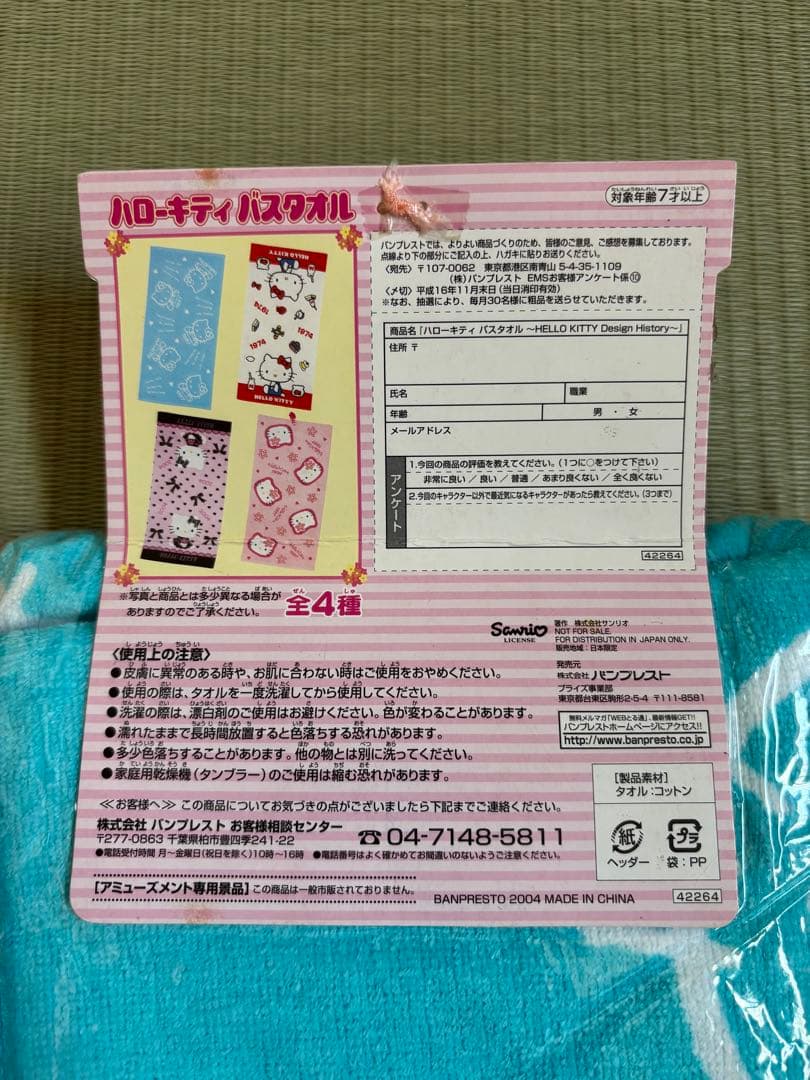 ハローキティ バスタオル
対象年齢7才以上
バンプレストでは、よりよい商品づくりのため、皆様のご意見、ご感想を募集しております。
点線より下の部分にご記入の上、ハガキに貼りお送りください。
〈宛先〉〒107-0062 東京都港区南青山 5-4-35-1109
(株)バンプレスト EMSお客様アンケート係⑩
〈〆切〉平成16年11月末日(当日消印有効)
※なお、抽選により、毎月30名様に粗品を送らせていただきます。
商品名「ハローキティ バスタオル ～HELLO KITTY Design History～」
住所 〒
氏名
職業
年齢
男 ・ 女
メールアドレス
アンケート
1.今回の商品の評価を教えてください。(1つに○をつけて下さい)
非常に良い / 良い / 普通 / あまり良くない / 全く良くない
2.今回のキャラクター以外で最近気になるキャラクターがあったら教えてください。(3つまで)
42264
HELLO KITTY
1974
1974
HELLO KITTY
※写真と商品とは多少異なる場合が
ありますのでご了承ください。
全4種
Sanrio
LICENSE
著作 株式会社サンリオ
NOT FOR SALE.
FOR DISTRIBUTION IN JAPAN ONLY.
販売地域：日本限定
発売元
株式会社 バンプレスト
プライズ事業部
東京都台東区駒形2-5-4 〒111-8581
無料メルマガ「WEBとる通」、最新情報GET!!
バンプレストホームページにアクセス!!
http://www.banpresto.co.jp
〈使用上の注意〉
●皮膚に異常のある時や、お肌に合わない時はご使用をおやめください。
●使用の際は、タオルを一度洗濯してから使用してください。
●洗濯の際は、漂白剤のご使用はお避けください。色が変わることがあります。
●濡れたままで長時間放置すると色落ちする恐れがあります。
●多少色落ちすることがあります。他の物とは別に洗ってください。
●家庭用乾燥機(タンブラー)のご使用は縮む恐れがあります。
≪お客様へ≫ この商品についてお気づきの点がございましたら下記までご連絡ください。
株式会社 バンプレスト お客様相談センター
〒277-0863 千葉県柏市豊四季241-22
☎04-7148-5811
●電話受付時間 月～金曜日(祝日を除く)10時～16時 ●電話番号はよく確かめてお間違いのないようご注意ください。
[製品素材]
タオル：コットン
紙
ヘッダー
プラ
袋：PP
[アミューズメント専用景品] この商品は一般市販されておりません。
BANPRESTO 2004 MADE IN CHINA
42264